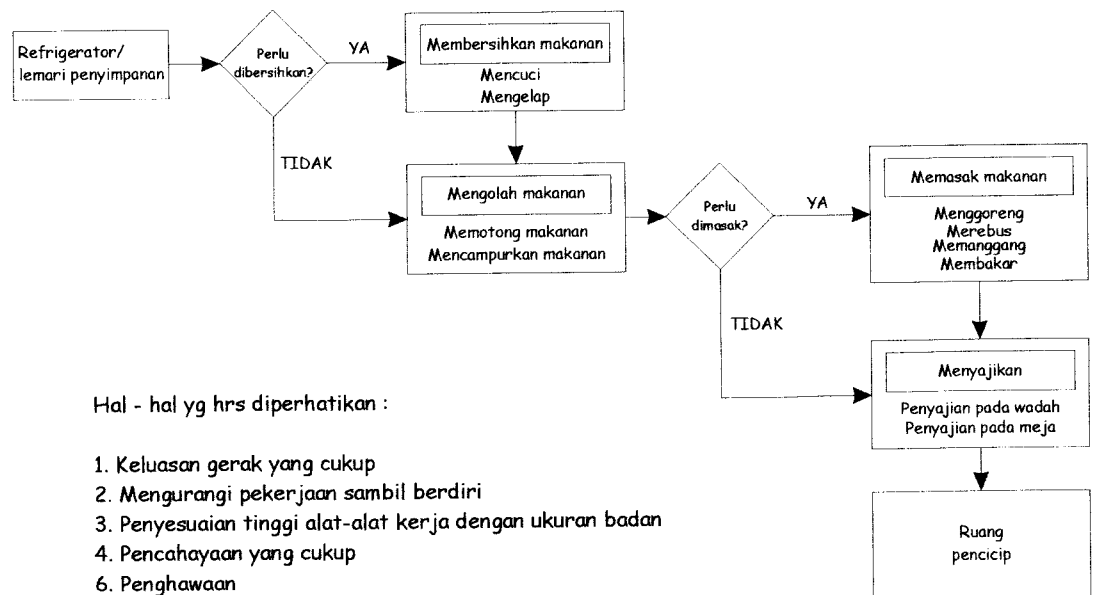 Refrigerator/
lemari penyimpanan
Perlu
dibersihkan?
YA
Membersihkan makanan
Mencuci
Mengelap
TIDAK
Mengolah makanan
Memotong makanan
Mencampurkan makanan
Perlu
dimasak?
YA
Memasak makanan
Menggoreng
Merebus
Memanggang
Membakar
TIDAK
Menyajikan
Penyajian pada wadah
Penyajian pada meja
Ruang
pencicip
Hal - hal yg hrs diperhatikan :
1. Keluasan gerak yang cukup
2. Mengurangi pekerjaan sambil berdiri
3. Penyesuaian tinggi alat-alat kerja dengan ukuran badan
4. Pencahayaan yang cukup
6. Penghawaan